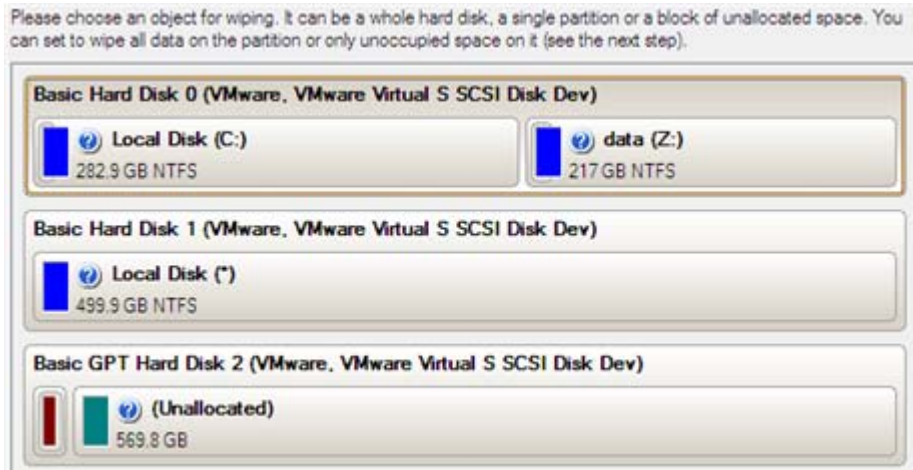 Please choose an object for wiping. It can be a whole hard disk, a single partition or a block of unallocated space. You
can set to wipe all data on the partition or only unoccupied space on it (see the next step).
Basic Hard Disk 0 (VMware, VMware Virtual S SCSI Disk Dev)
Local Disk (C:)
282.9 GB NTFS
data (Z:)
217 GB NTFS
Basic Hard Disk 1 (VMware, VMware Virtual S SCSI Disk Dev)
Local Disk (*)
499.9 GB NTFS
Basic GPT Hard Disk 2 (VMware, VMware Virtual S SCSI Disk Dev)
(Unallocated)
569.8 GB